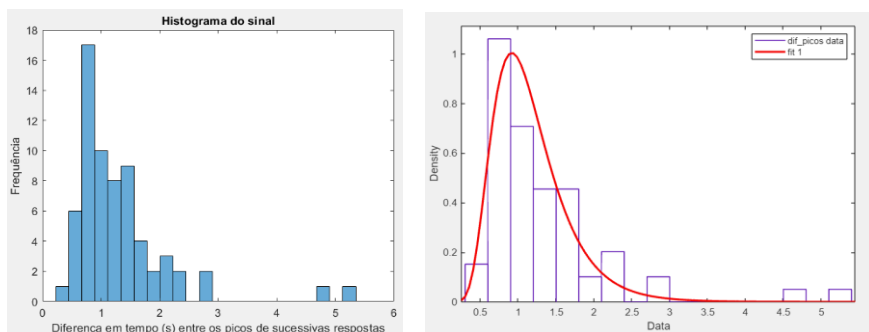 Histograma do sinal
Frequência
18
16
14
12
10
8
6
4
2
0
0 1 2 3 4 5 6
Diferença em tempo (s) entre os picos de sucessivas respostas
dif_picos data
fit 1
Density
1
0.8
0.6
0.4
0.2
0
0.5 1 1.5 2 2.5 3 3.5 4 4.5 5
Data